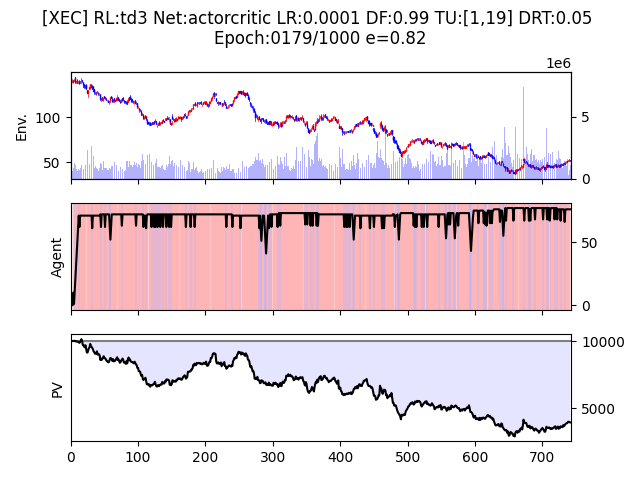 [XEC] RL:td3 Net:actorcritic LR:0.0001 DF:0.99 TU:[1,19] DRT:0.05
Epoch:0179/1000 e=0.82
1e6
Env.
100
50
5
0
Agent
50
0
PV
10000
5000
0 100 200 300 400 500 600 700